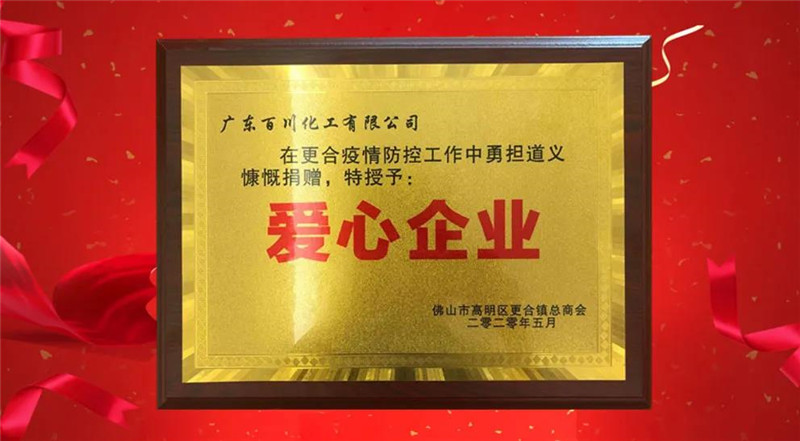 广东百川化工有限公司
在更合疫情防控工作中勇担道义
慷慨捐赠，特授予：
爱心企业
佛山市高明区更合镇总商会
二零二零年五月